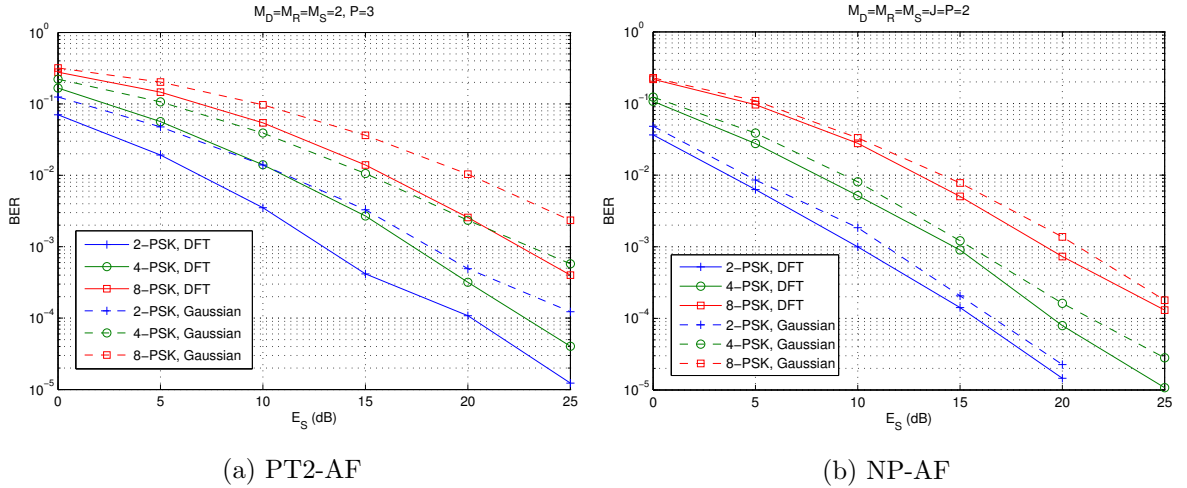 M_D=M_R=M_S=2, P=3
10^0
10^-1
10^-2
10^-3
10^-4
10^-5
BER
2-PSK, DFT
4-PSK, DFT
8-PSK, DFT
2-PSK, Gaussian
4-PSK, Gaussian
8-PSK, Gaussian
0 5 10 15 20 25
E_S (dB)
(a) PT2-AF
M_D=M_R=M_S=J=P=2
10^0
10^-1
10^-2
10^-3
10^-4
10^-5
BER
2-PSK, DFT
4-PSK, DFT
8-PSK, DFT
2-PSK, Gaussian
4-PSK, Gaussian
8-PSK, Gaussian
0 5 10 15 20 25
E_S (dB)
(b) NP-AF